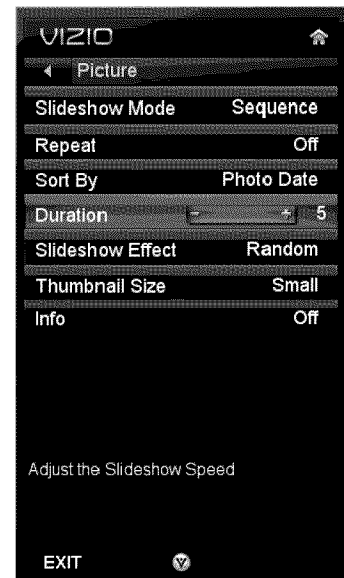 VIZIO
Picture
Slideshow Mode Sequence
Repeat Off
Sort By Photo Date
Duration - + 5
Slideshow Effect Random
Thumbnail Size Small
Info Off
Adjust the Slideshow Speed
EXIT V